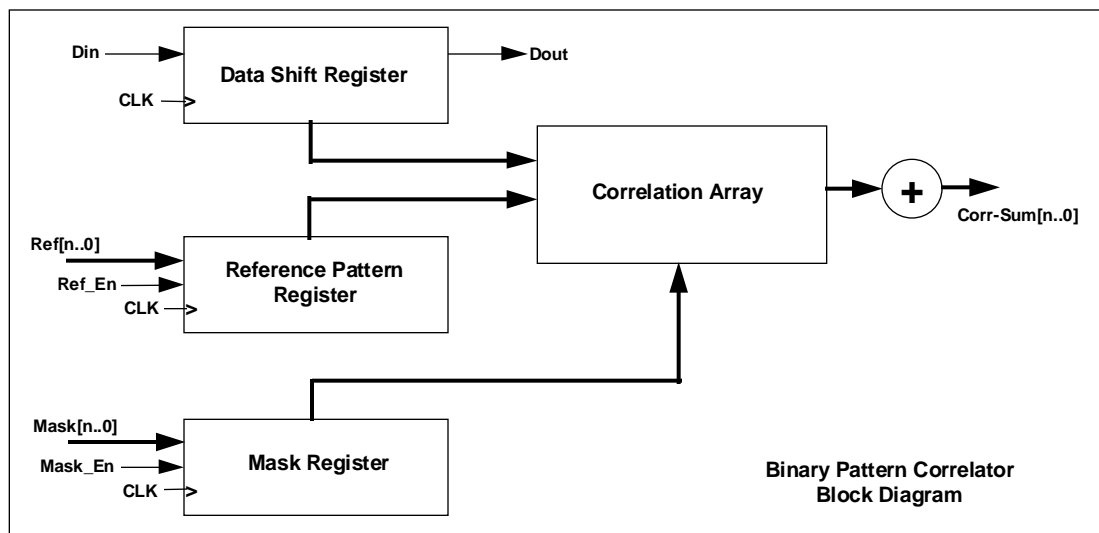 Din
Dout
CLK
Data Shift Register
Correlation Array
+
Corr-Sum[n..0]
Ref[n..0]
Ref_En
CLK
Reference Pattern
Register
Mask[n..0]
Mask_En
CLK
Mask Register
Binary Pattern Correlator
Block Diagram